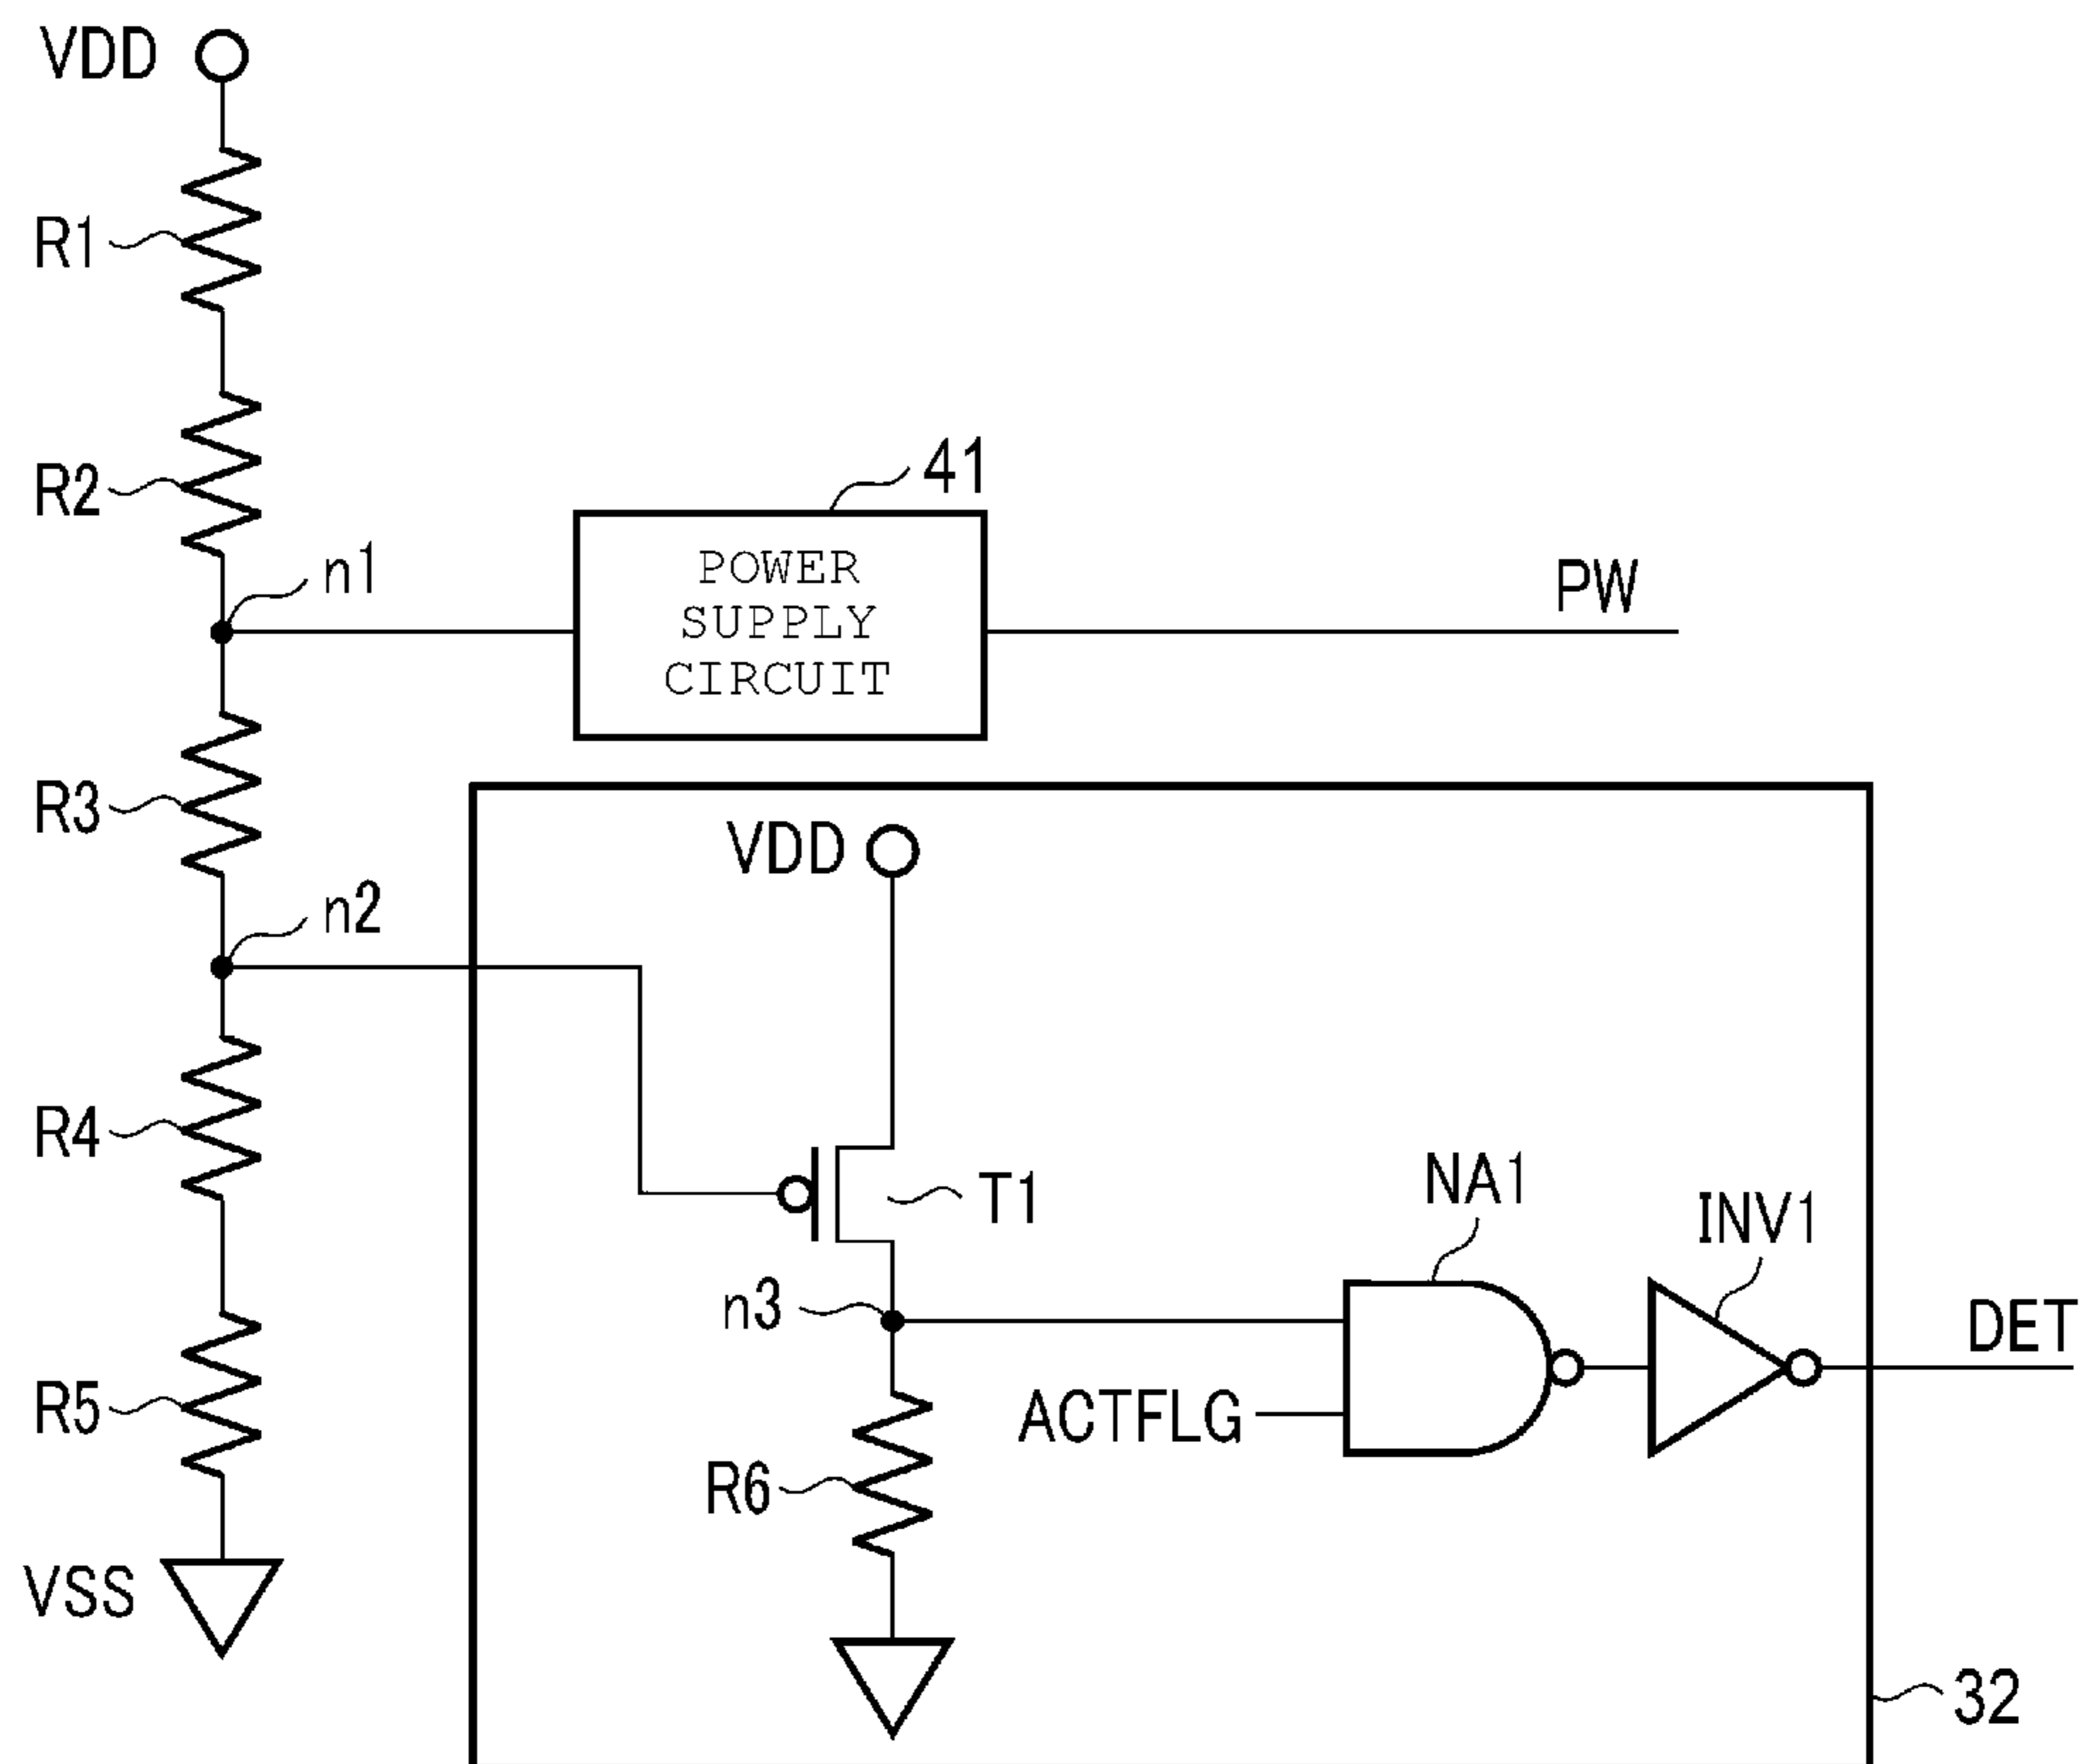 VDD
R1
R2
41
n1
POWER
SUPPLY
CIRCUIT
PW
R3
VDD
n2
R4
T1
NA1
INV1
n3
DET
R5
ACTFLG
R6
VSS
32